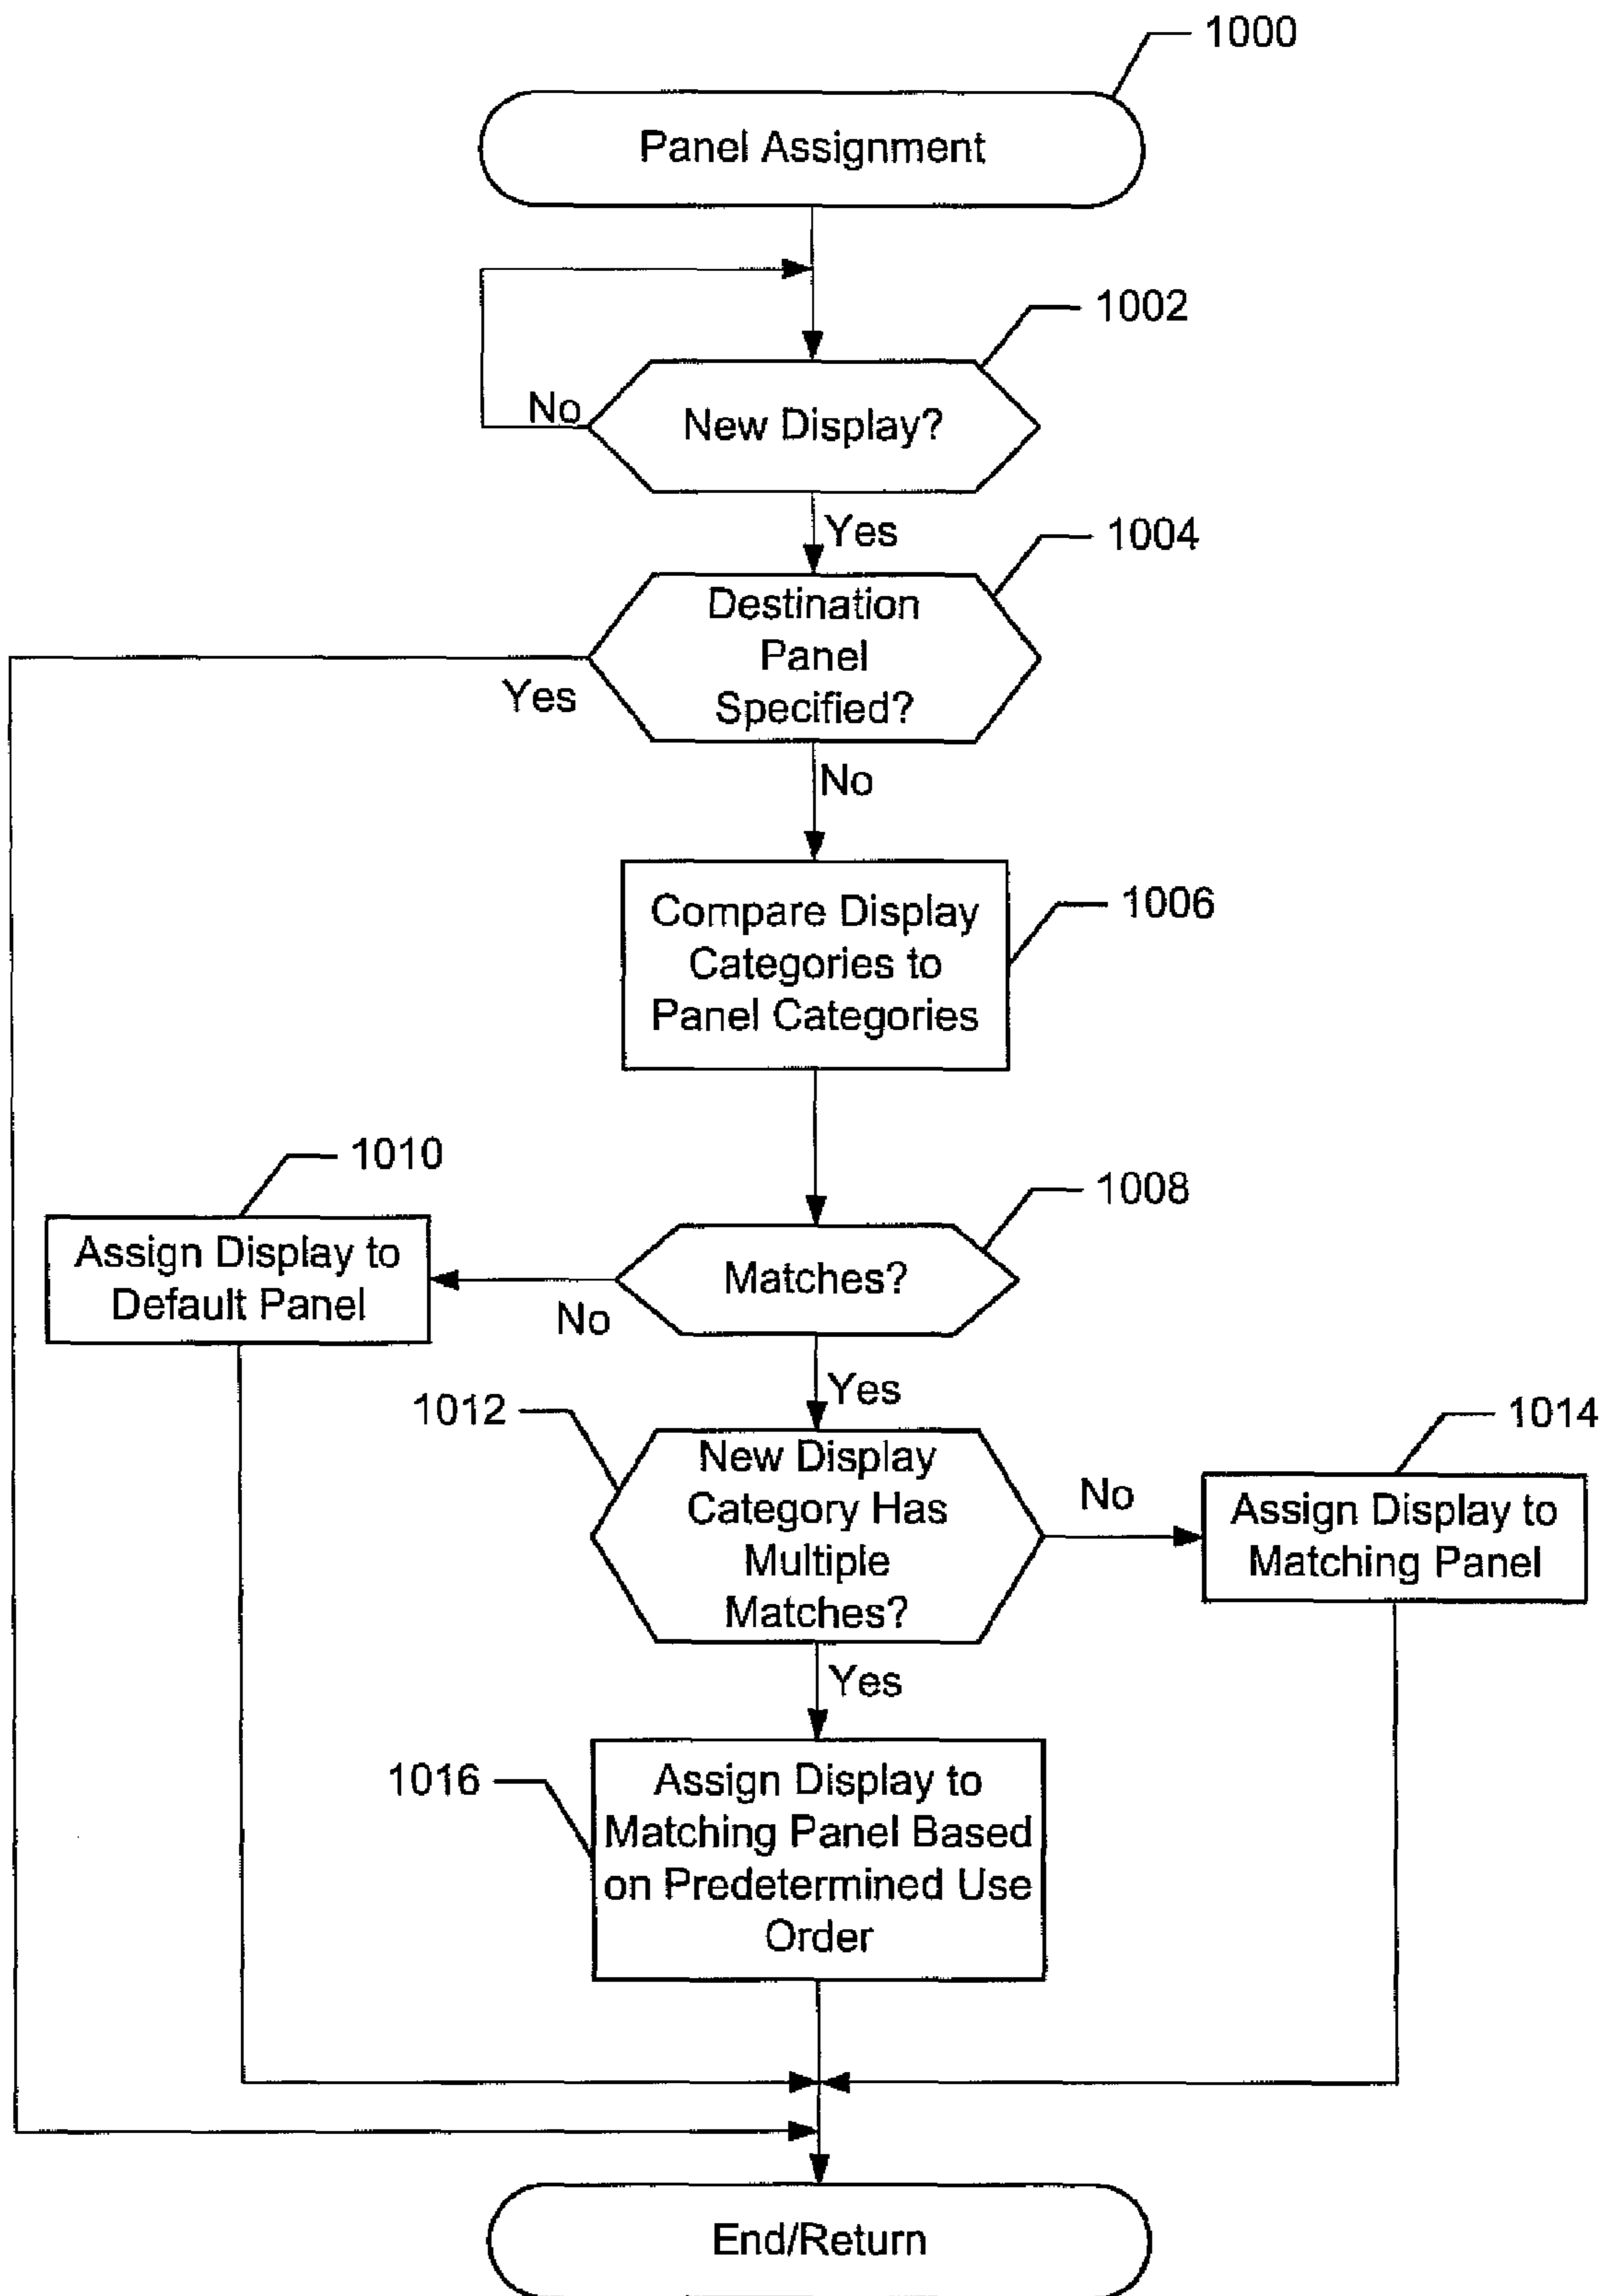 1000
Panel Assignment
1002
No
New Display?
Yes
1004
Destination
Panel
Specified?
Yes
No
Compare Display
Categories to
Panel Categories
1006
1010
1008
Assign Display to
Default Panel
Matches?
No
Yes
1012
1014
New Display
Category Has
Multiple
Matches?
No
Assign Display to
Matching Panel
Yes
1016
Assign Display to
Matching Panel Based
on Predetermined Use
Order
End/Return